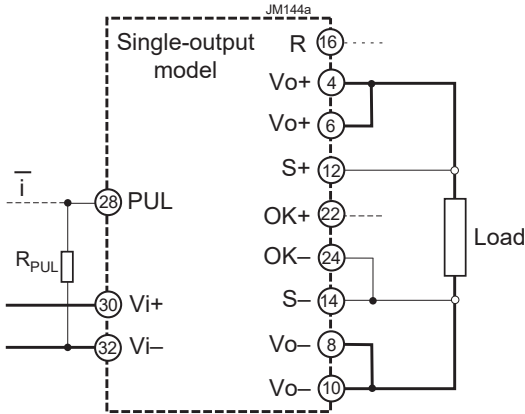 JM144a
Single-output
model
R 16
Vo+ 4
Vo+ 6
S+ 12
i
28 PUL
OK+ 22
OK– 24
Load
RPUL
S– 14
30 Vi+
32 Vi–
Vo– 8
Vo– 10